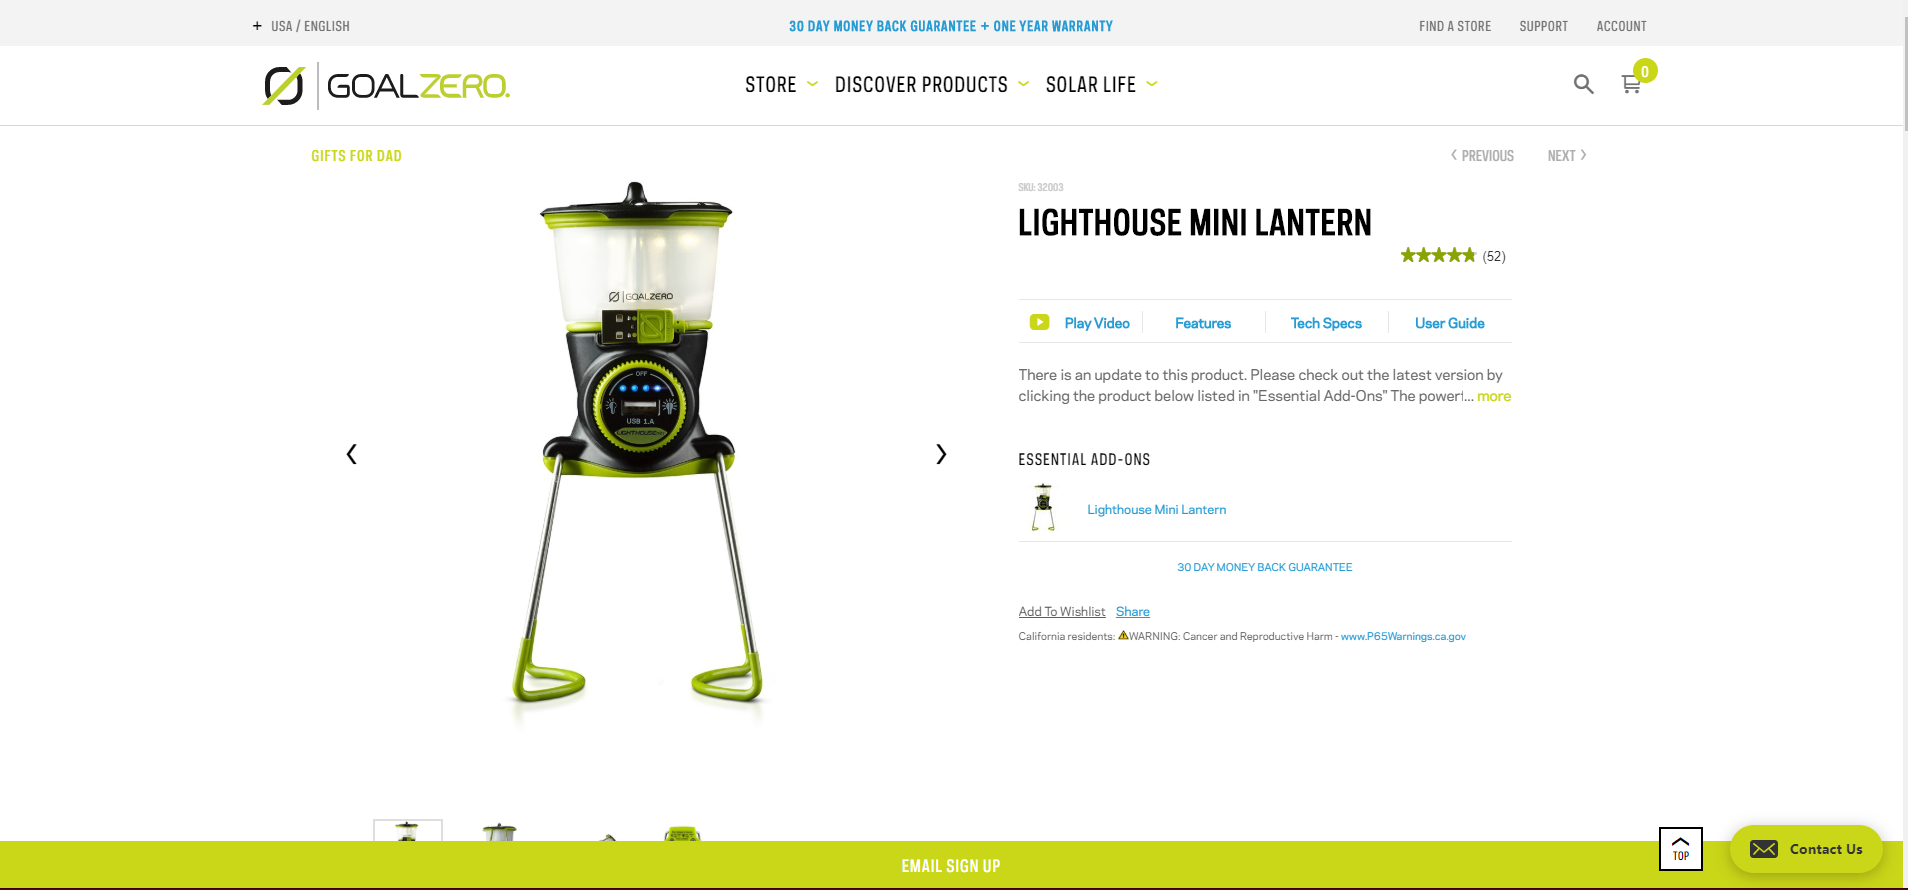 + USA / ENGLISH
30 DAY MONEY BACK GUARANTEE + ONE YEAR WARRANTY
FIND A STORE
SUPPORT
ACCOUNT
GOALZERO.
STORE
DISCOVER PRODUCTS
SOLAR LIFE
0
GIFTS FOR DAD
PREVIOUS
NEXT
SKU: 32003
LIGHTHOUSE MINI LANTERN
(52)
GOALZERO
OFF
USB 1.A
LIGHTHOUSE
Play Video
Features
Tech Specs
User Guide
There is an update to this product. Please check out the latest version by
clicking the product below listed in "Essential Add-Ons" The powerf... more
ESSENTIAL ADD-ONS
Lighthouse Mini Lantern
30 DAY MONEY BACK GUARANTEE
Add To Wishlist
Share
California residents: WARNING: Cancer and Reproductive Harm - www.P65Warnings.ca.gov
TOP
Contact Us
EMAIL SIGN UP